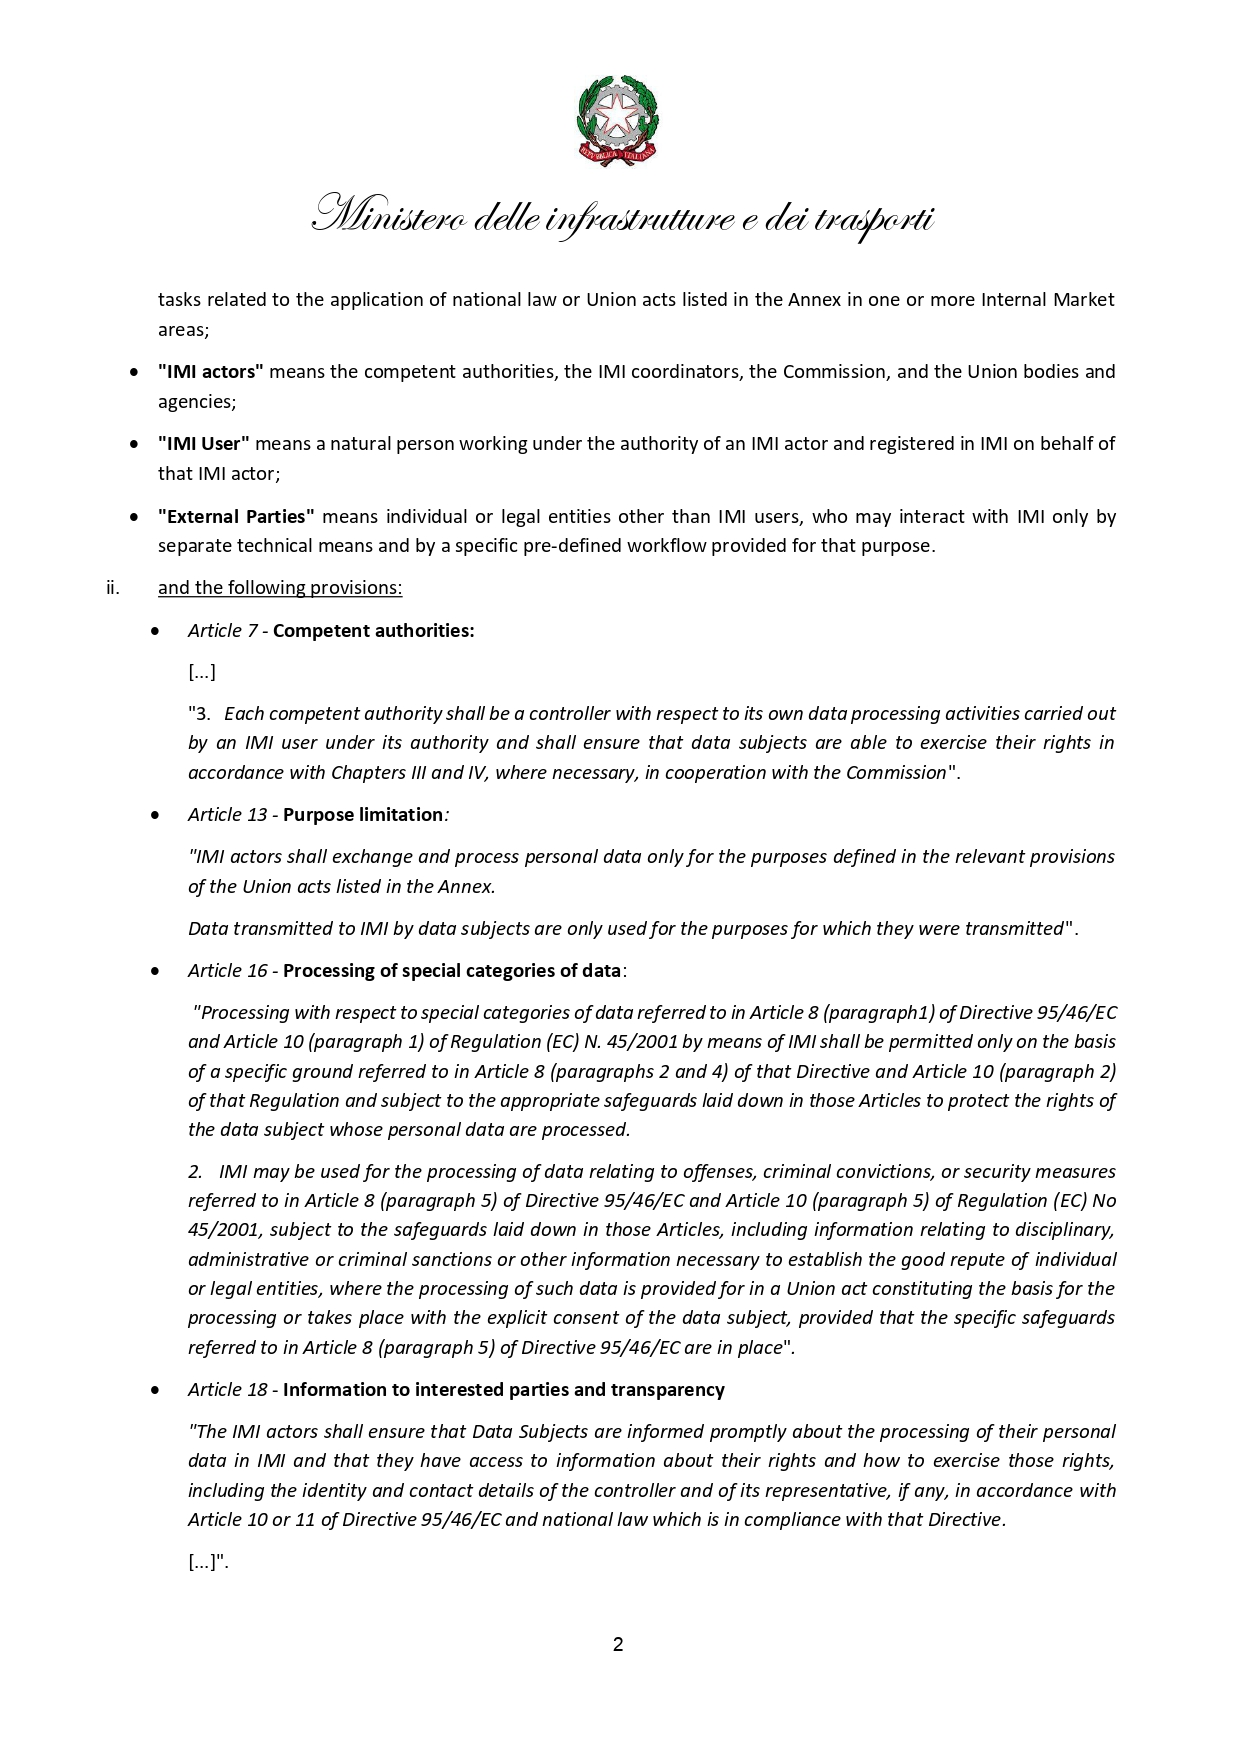 REPVBBLICA ITALIANA
Ministero delle infrastrutture e dei trasporti
tasks related to the application of national law or Union acts listed in the Annex in one or more Internal Market
areas;
• "IMI actors" means the competent authorities, the IMI coordinators, the Commission, and the Union bodies and
agencies;
• "IMI User" means a natural person working under the authority of an IMI actor and registered in IMI on behalf of
that IMI actor;
• "External Parties" means individual or legal entities other than IMI users, who may interact with IMI only by
separate technical means and by a specific pre-defined workflow provided for that purpose.
ii. and the following provisions:
• Article 7 - Competent authorities:
[...]
"3. Each competent authority shall be a controller with respect to its own data processing activities carried out
by an IMI user under its authority and shall ensure that data subjects are able to exercise their rights in
accordance with Chapters III and IV, where necessary, in cooperation with the Commission".
• Article 13 - Purpose limitation:
"IMI actors shall exchange and process personal data only for the purposes defined in the relevant provisions
of the Union acts listed in the Annex.
Data transmitted to IMI by data subjects are only used for the purposes for which they were transmitted".
• Article 16 - Processing of special categories of data:
"Processing with respect to special categories of data referred to in Article 8 (paragraph1) of Directive 95/46/EC
and Article 10 (paragraph 1) of Regulation (EC) N. 45/2001 by means of IMI shall be permitted only on the basis
of a specific ground referred to in Article 8 (paragraphs 2 and 4) of that Directive and Article 10 (paragraph 2)
of that Regulation and subject to the appropriate safeguards laid down in those Articles to protect the rights of
the data subject whose personal data are processed.
2. IMI may be used for the processing of data relating to offenses, criminal convictions, or security measures
referred to in Article 8 (paragraph 5) of Directive 95/46/EC and Article 10 (paragraph 5) of Regulation (EC) No
45/2001, subject to the safeguards laid down in those Articles, including information relating to disciplinary,
administrative or criminal sanctions or other information necessary to establish the good repute of individual
or legal entities, where the processing of such data is provided for in a Union act constituting the basis for the
processing or takes place with the explicit consent of the data subject, provided that the specific safeguards
referred to in Article 8 (paragraph 5) of Directive 95/46/EC are in place".
• Article 18 - Information to interested parties and transparency
"The IMI actors shall ensure that Data Subjects are informed promptly about the processing of their personal
data in IMI and that they have access to information about their rights and how to exercise those rights,
including the identity and contact details of the controller and of its representative, if any, in accordance with
Article 10 or 11 of Directive 95/46/EC and national law which is in compliance with that Directive.
[...]".
2